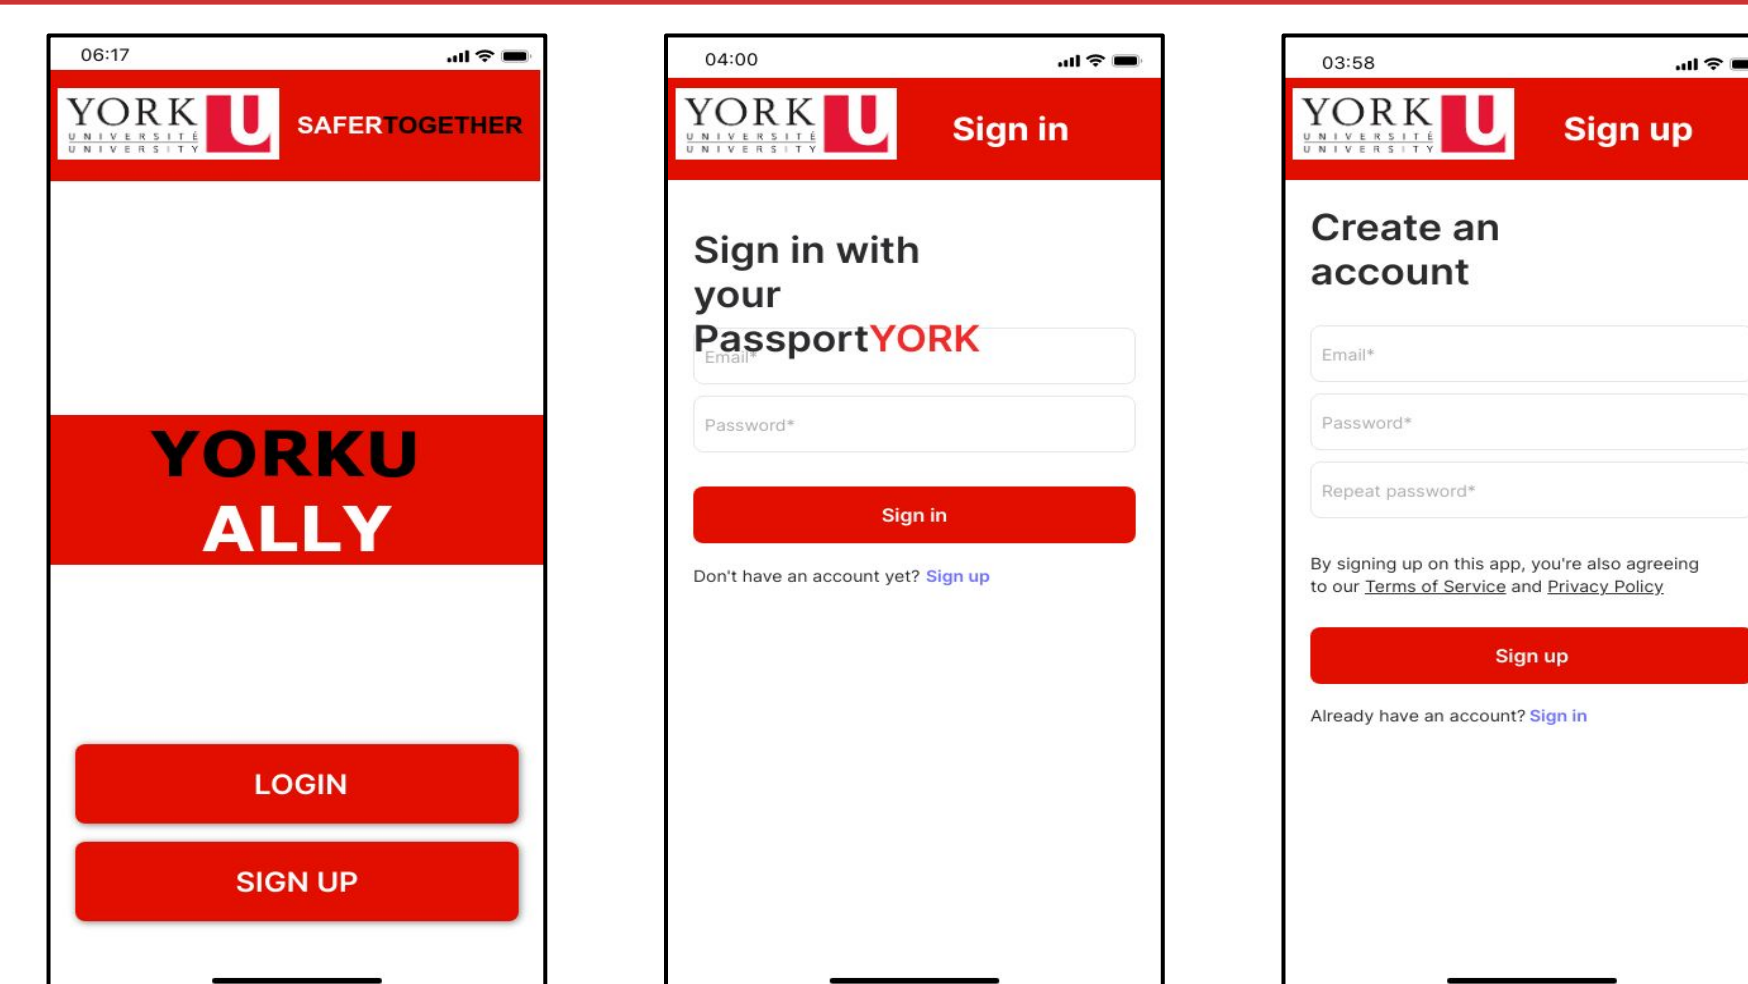 06:17
YORK U
UNIVERSITÉ
UNIVERSITY
SAFERTOGETHER
YORKU
ALLY
LOGIN
SIGN UP
04:00
YORK U
UNIVERSITÉ
UNIVERSITY
Sign in
Sign in with
your
PassportYORK
Email*
Password*
Sign in
Don't have an account yet? Sign up
03:58
YORK U
UNIVERSITÉ
UNIVERSITY
Sign up
Create an
account
Email*
Password*
Repeat password*
By signing up on this app, you're also agreeing
to our Terms of Service and Privacy Policy
Sign up
Already have an account? Sign in